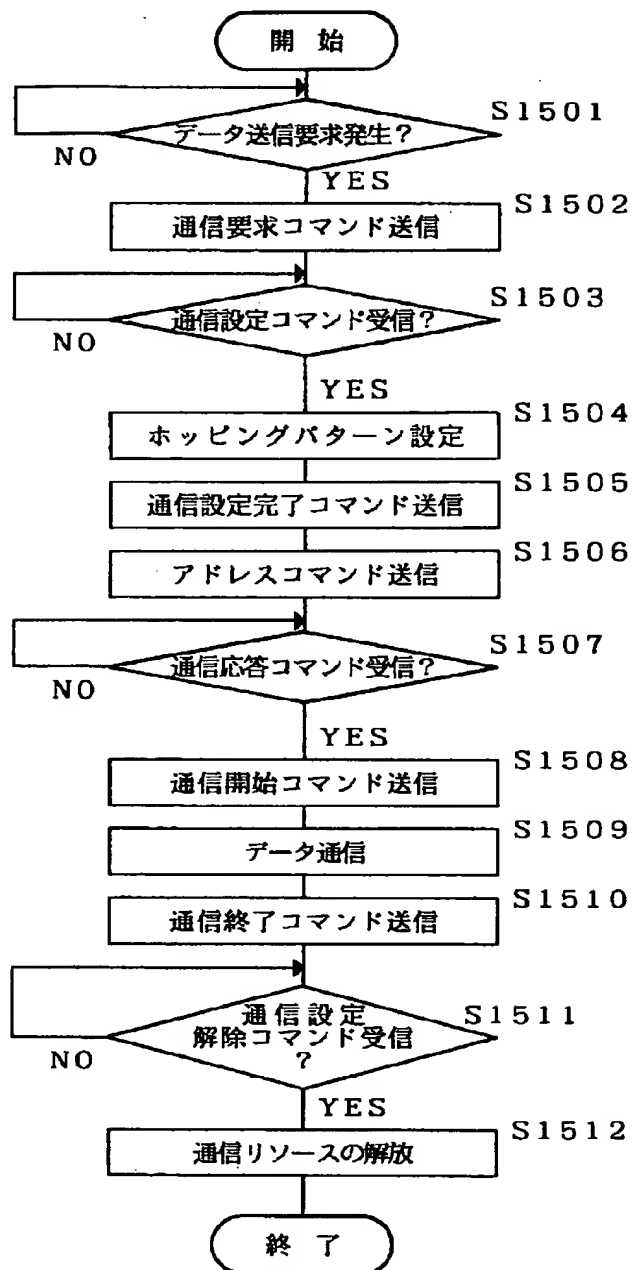 開始
データ送信要求発生?
S1501
NO
YES
通信要求コマンド送信
S1502
通信設定コマンド受信?
S1503
NO
YES
ホッピングパターン設定
S1504
通信設定完了コマンド送信
S1505
アドレスコマンド送信
S1506
通信応答コマンド受信?
S1507
NO
YES
通信開始コマンド送信
S1508
データ通信
S1509
通信終了コマンド送信
S1510
通信設定
解除コマンド受信
?
S1511
NO
YES
通信リソースの解放
S1512
終了